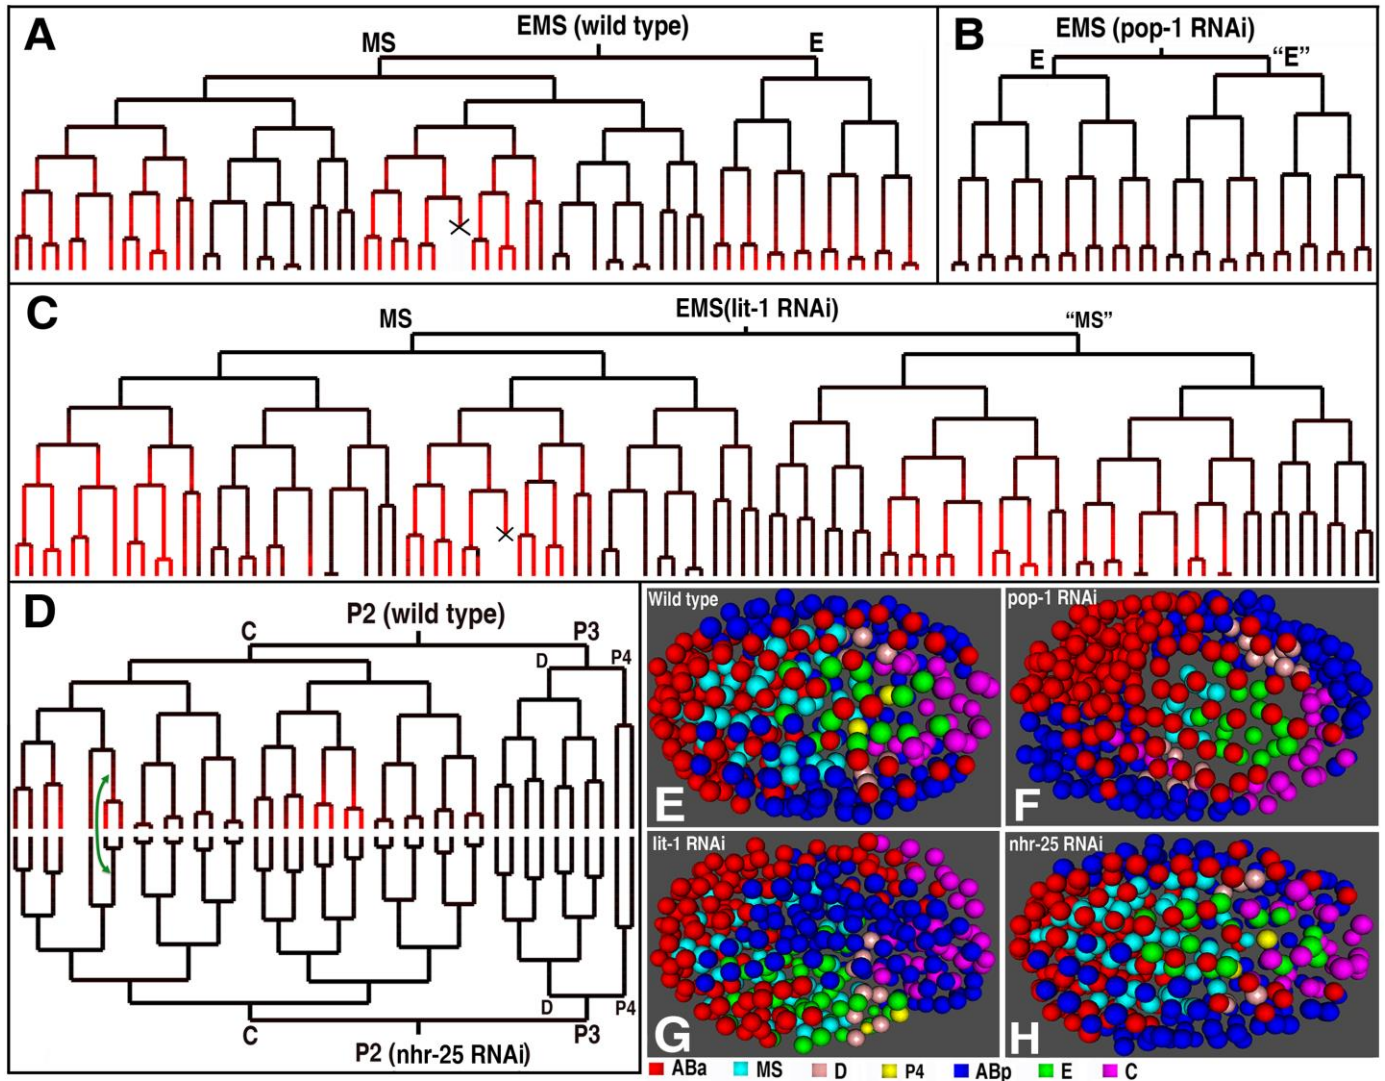 A
EMS (wild type)
MS
E
B
EMS (pop-1 RNAi)
E
“E”
C
EMS(lit-1 RNAi)
MS
“MS”
D
P2 (wild type)
C
P3
D
P4
D
P4
C
P3
P2 (nhr-25 RNAi)
Wild type
E
pop-1 RNAi
F
lit-1 RNAi
G
nhr-25 RNAi
H
ABa MS D P4 ABp E C